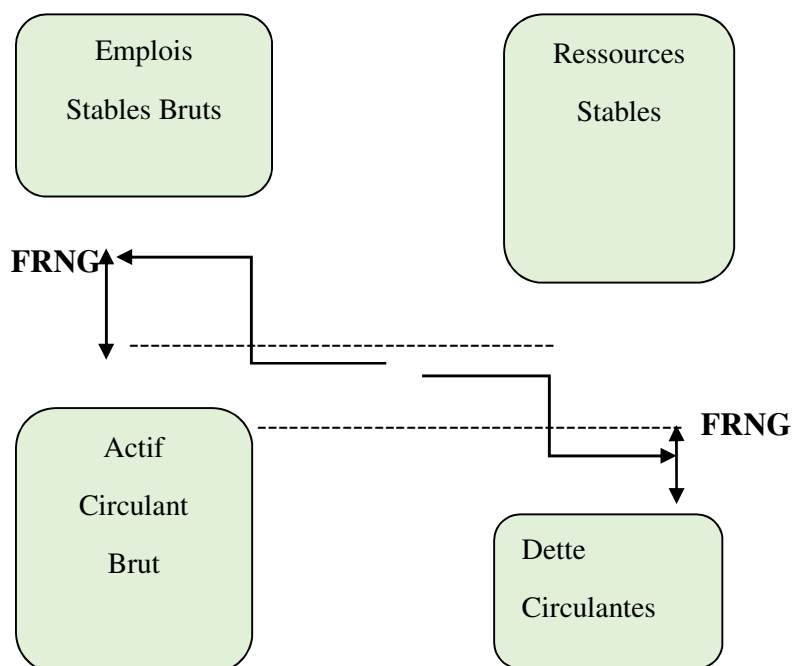 Emplois
Stables Bruts
Ressources
Stables
FRNG
FRNG
Actif
Circulant
Brut
Dette
Circulantes